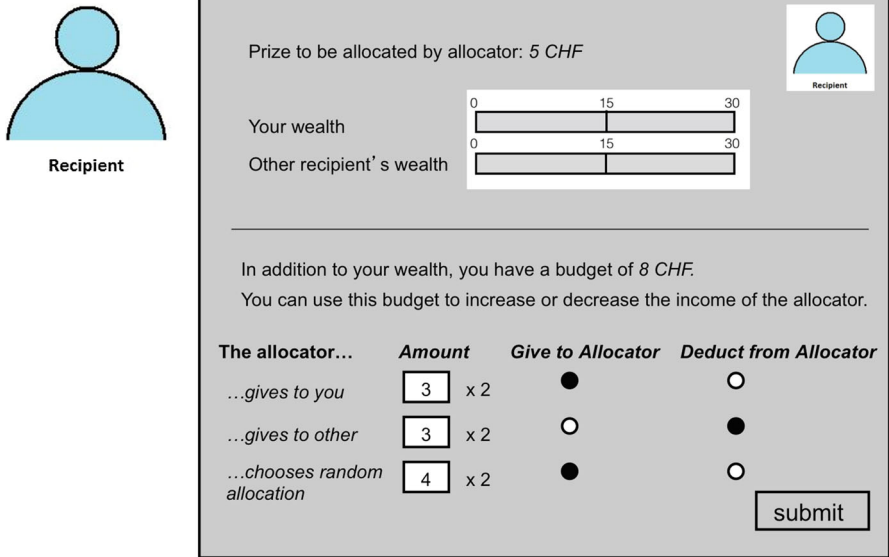 Recipient
Prize to be allocated by allocator: 5 CHF
Recipient
0 15 30
Your wealth
0 15 30
Other recipient’s wealth
In addition to your wealth, you have a budget of 8 CHF.
You can use this budget to increase or decrease the income of the allocator.
The allocator… Amount Give to Allocator Deduct from Allocator
…gives to you 3 x 2
…gives to other 3 x 2
…chooses random
allocation 4 x 2
submit